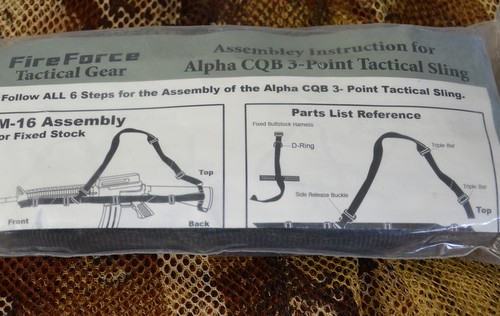 FireForce
Tactical Gear
Assembley Instruction for
Alpha CQB 3-Point Tactical Sling
Follow ALL 6 Steps for the Assembly of the Alpha CQB 3- Point Tactical Sling.
M-16 Assembly
or Fixed Stock
Top
Front
Back
Parts List Reference
Fixed Buttstock Harness
D-Ring
Triple Bar
Triple Bar
Side Release Buckle
Top